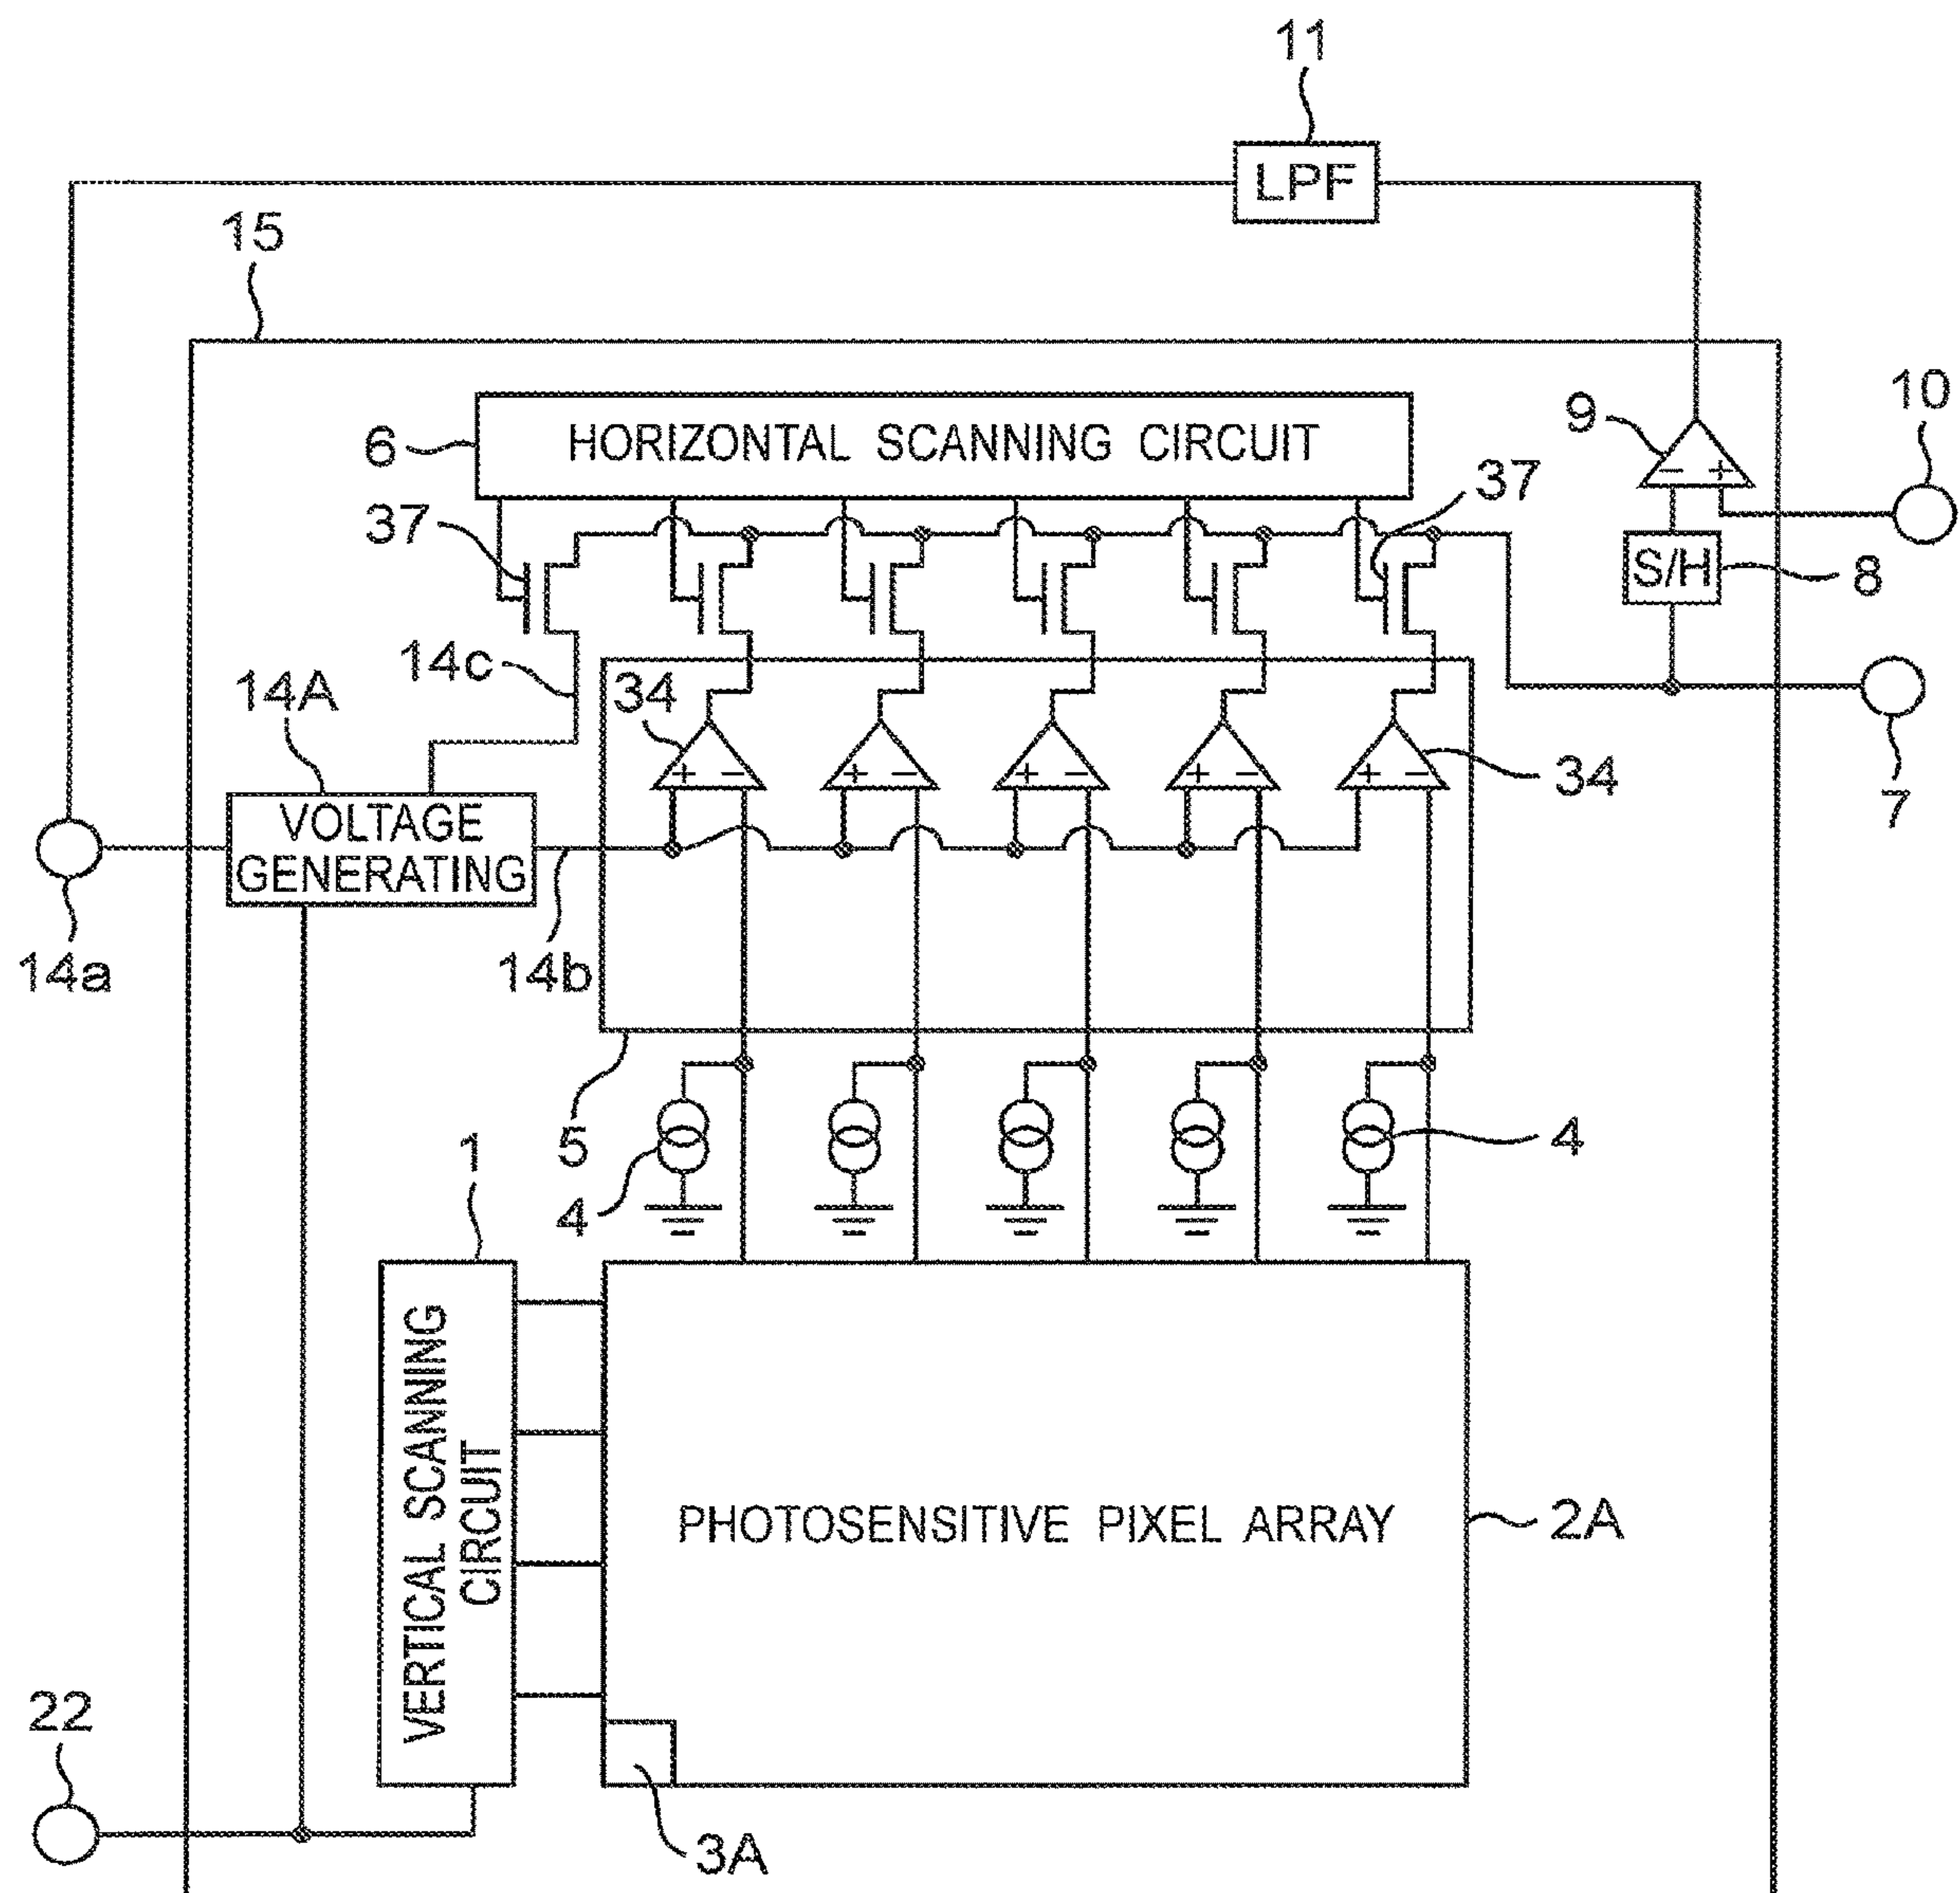 11
LPF
15
10
9
6
HORIZONTAL SCANNING CIRCUIT
− +
37
37
S/H
8
14c
14A
34
7
+ − + − + − + − + −
34
VOLTAGE
GENERATING
14a
14b
5
4
4
1
VERTICAL SCANNING
CIRCUIT
PHOTOSENSITIVE PIXEL ARRAY
2A
22
3A